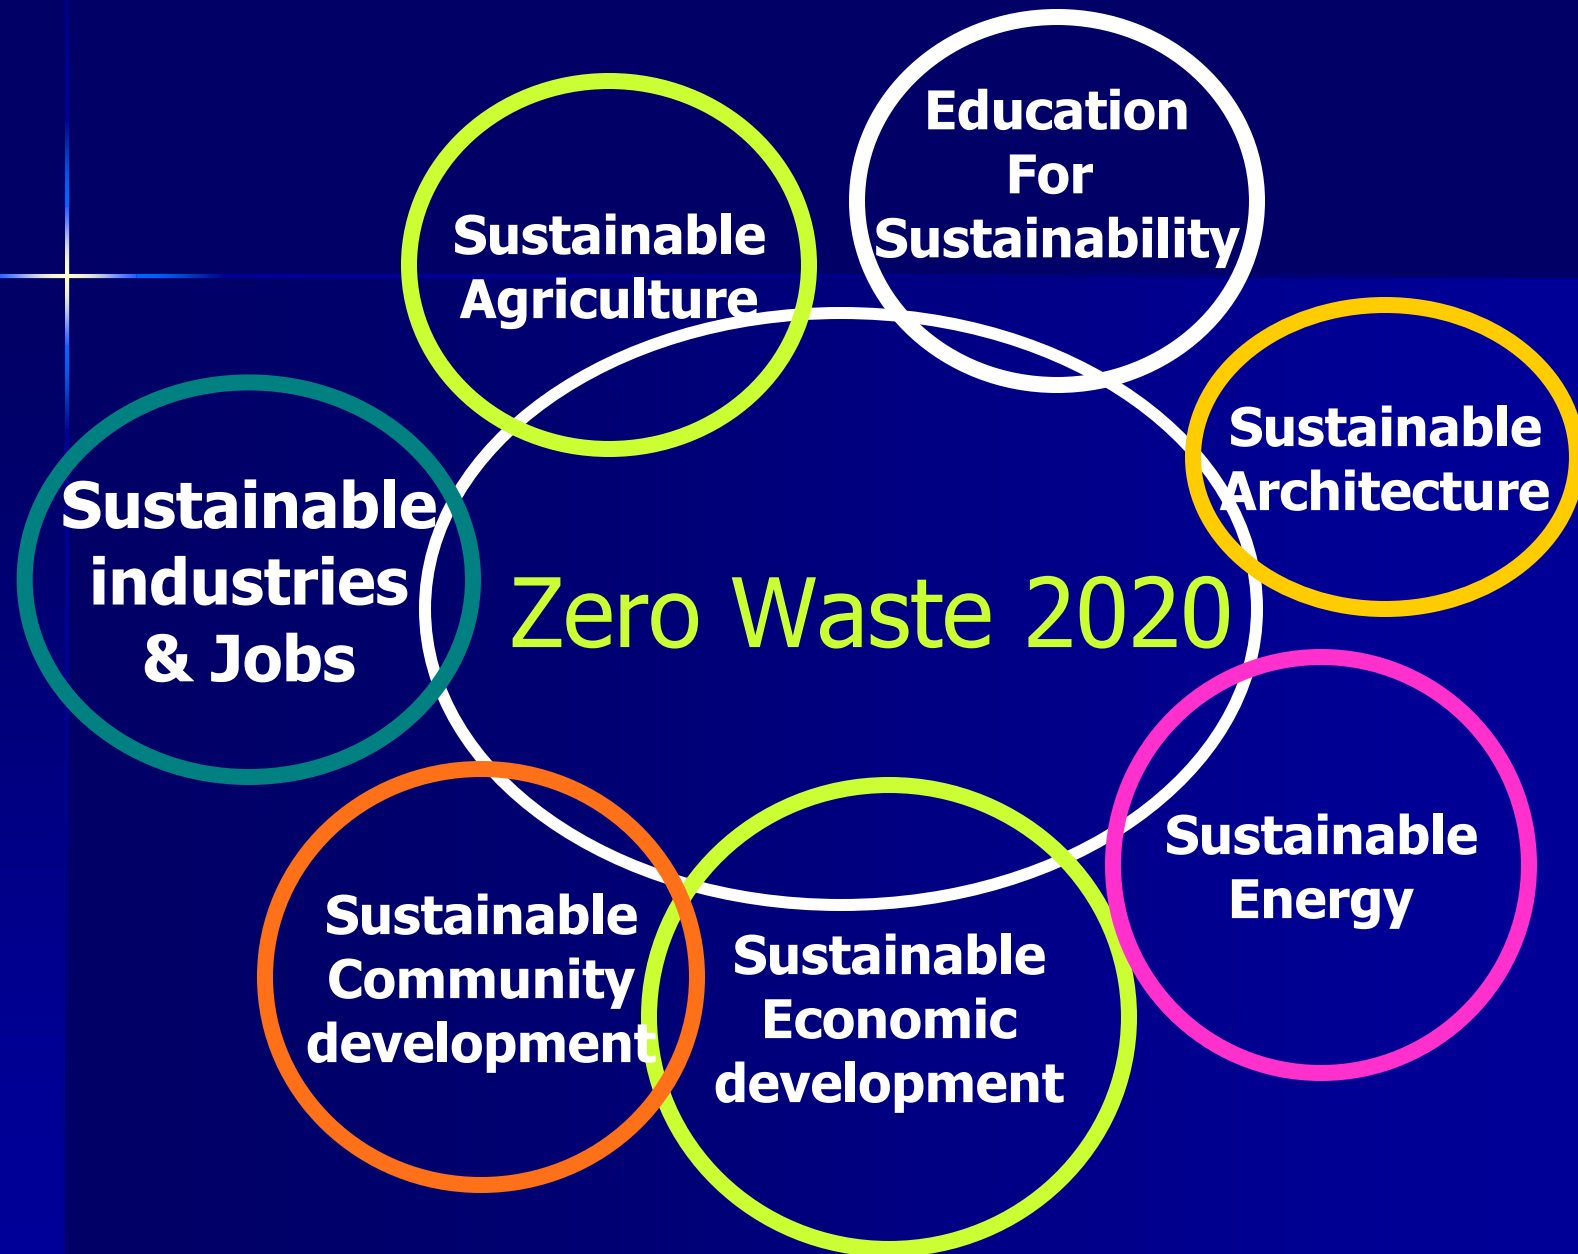 Education
For
Sustainability
Sustainable
Agriculture
Sustainable
Architecture
Sustainable
industries
& Jobs
Zero Waste 2020
Sustainable
Energy
Sustainable
Community
development
Sustainable
Economic
development